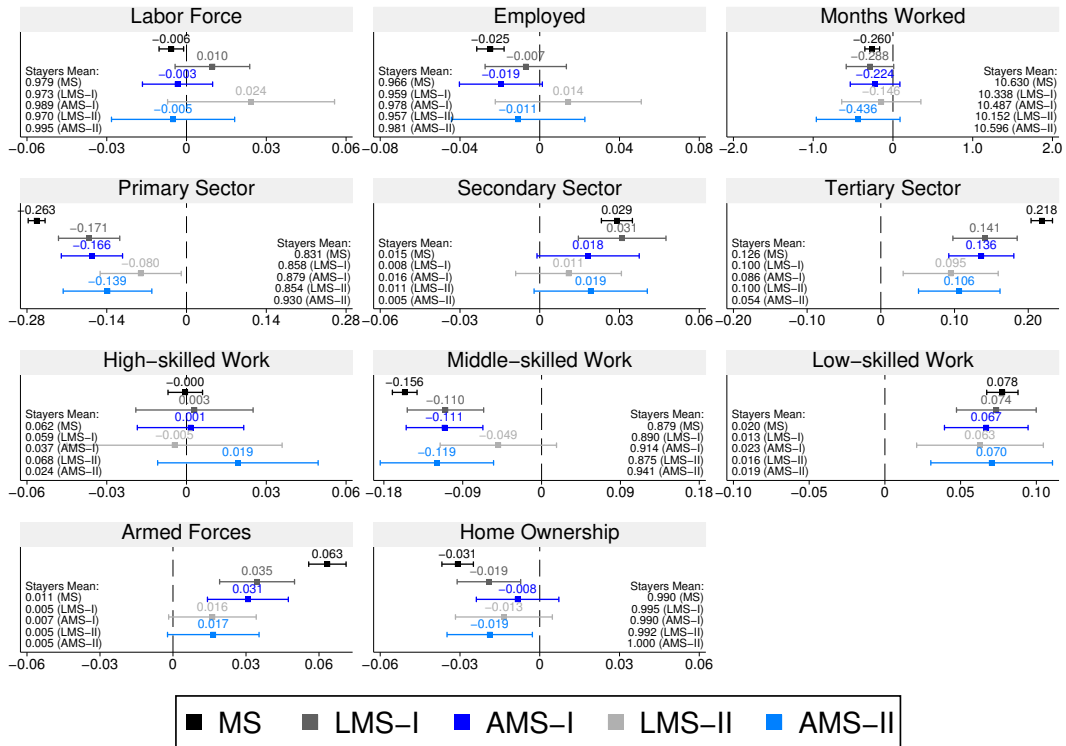 Labor Force
−0.006
0.010
−0.003
0.024
−0.005
Stayers Mean:
0.979 (MS)
0.973 (LMS−I)
0.989 (AMS−I)
0.970 (LMS−II)
0.995 (AMS−II)
−0.06 −0.03 0 0.03 0.06
Employed
−0.025
−0.007
−0.019
0.014
−0.011
Stayers Mean:
0.966 (MS)
0.959 (LMS−I)
0.978 (AMS−I)
0.957 (LMS−II)
0.981 (AMS−II)
−0.08 −0.04 0 0.04 0.08
Months Worked
−0.260
−0.288
−0.224
−0.146
−0.436
Stayers Mean:
10.630 (MS)
10.338 (LMS−I)
10.487 (AMS−I)
10.152 (LMS−II)
10.596 (AMS−II)
−2.0 −1.0 0 1.0 2.0
Primary Sector
−0.263
−0.171
−0.166
−0.080
−0.139
Stayers Mean:
0.831 (MS)
0.858 (LMS−I)
0.879 (AMS−I)
0.854 (LMS−II)
0.930 (AMS−II)
−0.28 −0.14 0 0.14 0.28
Secondary Sector
0.029
0.031
0.018
0.011
0.019
Stayers Mean:
0.015 (MS)
0.008 (LMS−I)
0.016 (AMS−I)
0.011 (LMS−II)
0.005 (AMS−II)
−0.06 −0.03 0 0.03 0.06
Tertiary Sector
0.218
0.141
0.136
0.095
0.106
Stayers Mean:
0.126 (MS)
0.100 (LMS−I)
0.086 (AMS−I)
0.100 (LMS−II)
0.054 (AMS−II)
−0.20 −0.10 0 0.10 0.20
High−skilled Work
−0.000
0.003
0.001
−0.005
0.019
Stayers Mean:
0.062 (MS)
0.059 (LMS−I)
0.037 (AMS−I)
0.068 (LMS−II)
0.024 (AMS−II)
−0.06 −0.03 0 0.03 0.06
Middle−skilled Work
−0.156
−0.110
−0.111
−0.049
−0.119
Stayers Mean:
0.879 (MS)
0.890 (LMS−I)
0.914 (AMS−I)
0.875 (LMS−II)
0.941 (AMS−II)
−0.18 −0.09 0 0.09 0.18
Low−skilled Work
0.078
0.074
0.067
0.063
0.070
Stayers Mean:
0.020 (MS)
0.013 (LMS−I)
0.023 (AMS−I)
0.016 (LMS−II)
0.019 (AMS−II)
−0.10 −0.05 0 0.05 0.10
Armed Forces
0.063
0.035
0.031
0.016
0.017
Stayers Mean:
0.011 (MS)
0.005 (LMS−I)
0.007 (AMS−I)
0.005 (LMS−II)
0.005 (AMS−II)
−0.06 −0.03 0 0.03 0.06
Home Ownership
−0.031
−0.019
−0.008
−0.013
−0.019
Stayers Mean:
0.990 (MS)
0.995 (LMS−I)
0.990 (AMS−I)
0.992 (LMS−II)
1.000 (AMS−II)
−0.06 −0.03 0 0.03 0.06
MS LMS−I AMS−I LMS−II AMS−II